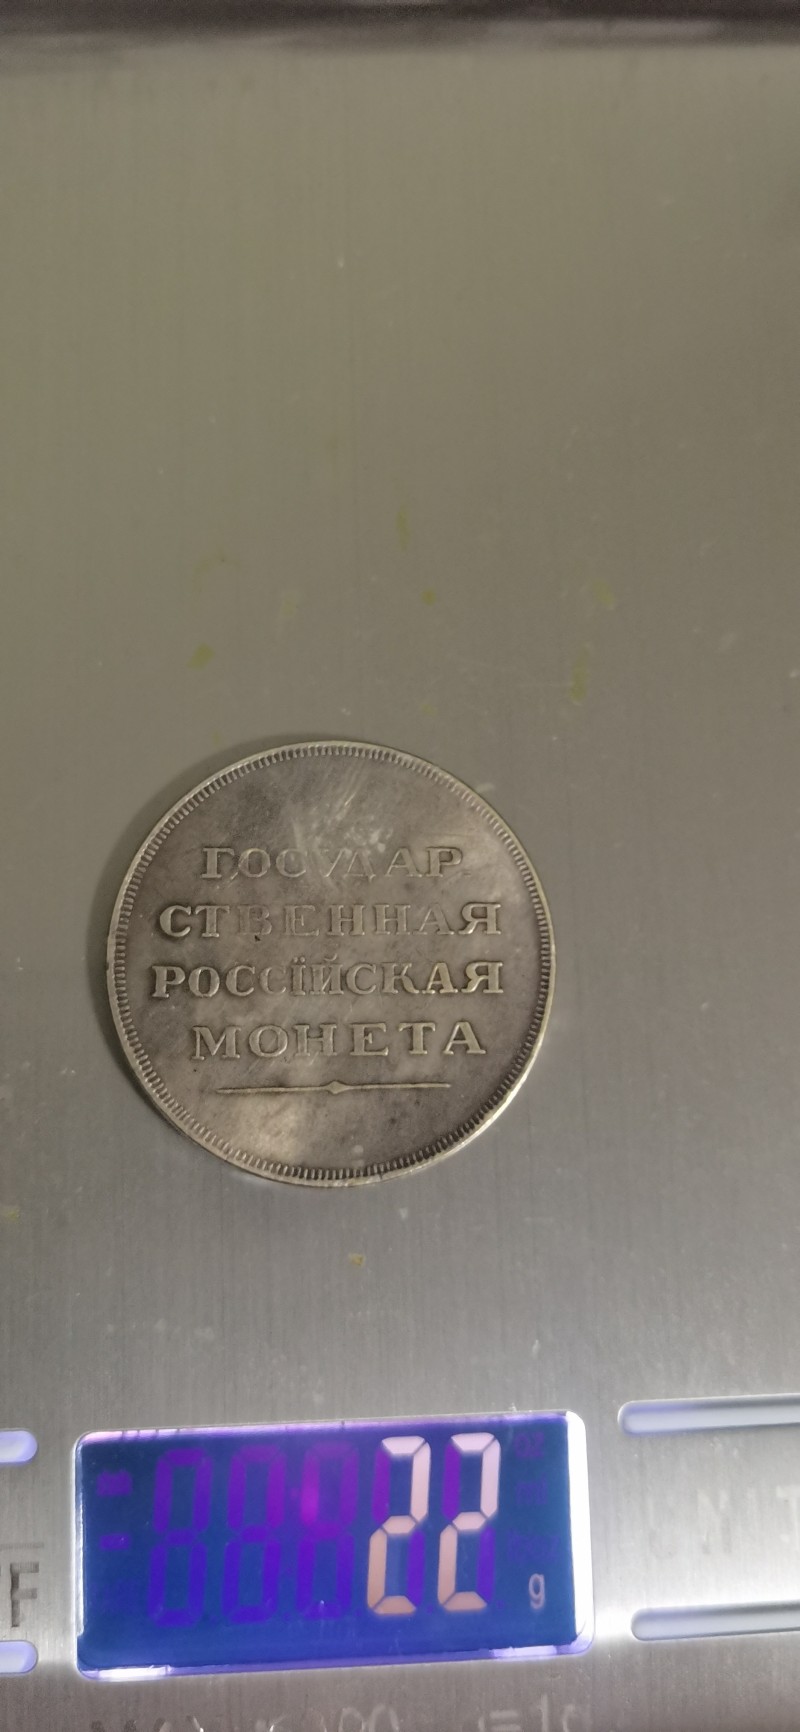 ГОСУДАР
СТВЕННАЯ
РОССІЙСКАЯ
МОНЕТА
22
g